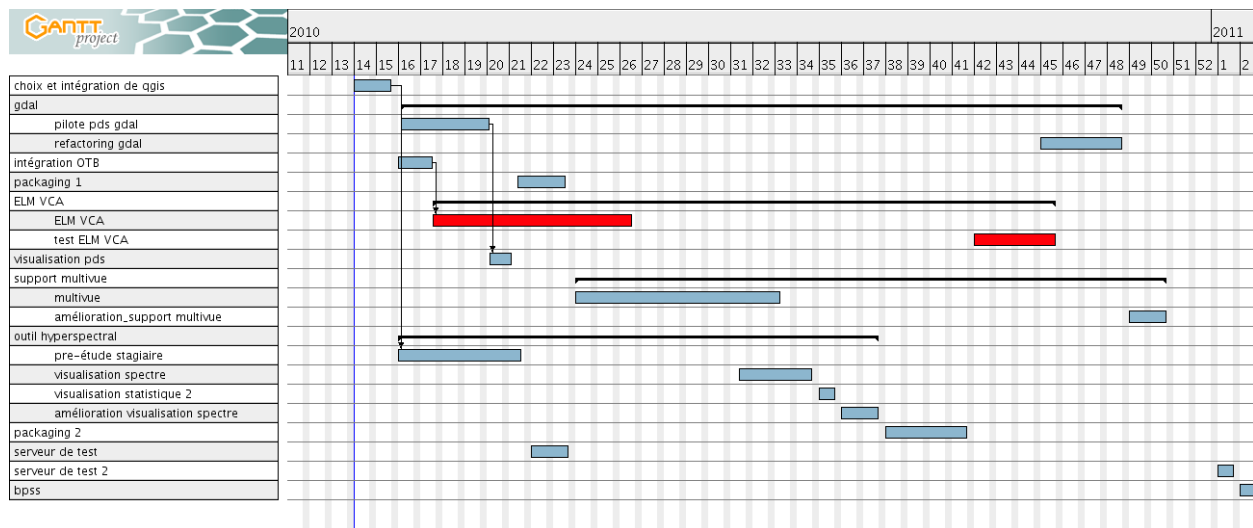 GANTT
project
2010 2011
11 12 13 14 15 16 17 18 19 20 21 22 23 24 25 26 27 28 29 30 31 32 33 34 35 36 37 38 39 40 41 42 43 44 45 46 47 48 49 50 51 52 1 2
choix et intégration de qgis
gdal
pilote pds gdal
refactoring gdal
intégration OTB
packaging 1
ELM VCA
ELM VCA
test ELM VCA
visualisation pds
support multivue
multivue
amélioration_support multivue
outil hyperspectral
pre-étude stagiaire
visualisation spectre
visualisation statistique 2
amélioration visualisation spectre
packaging 2
serveur de test
serveur de test 2
bpss